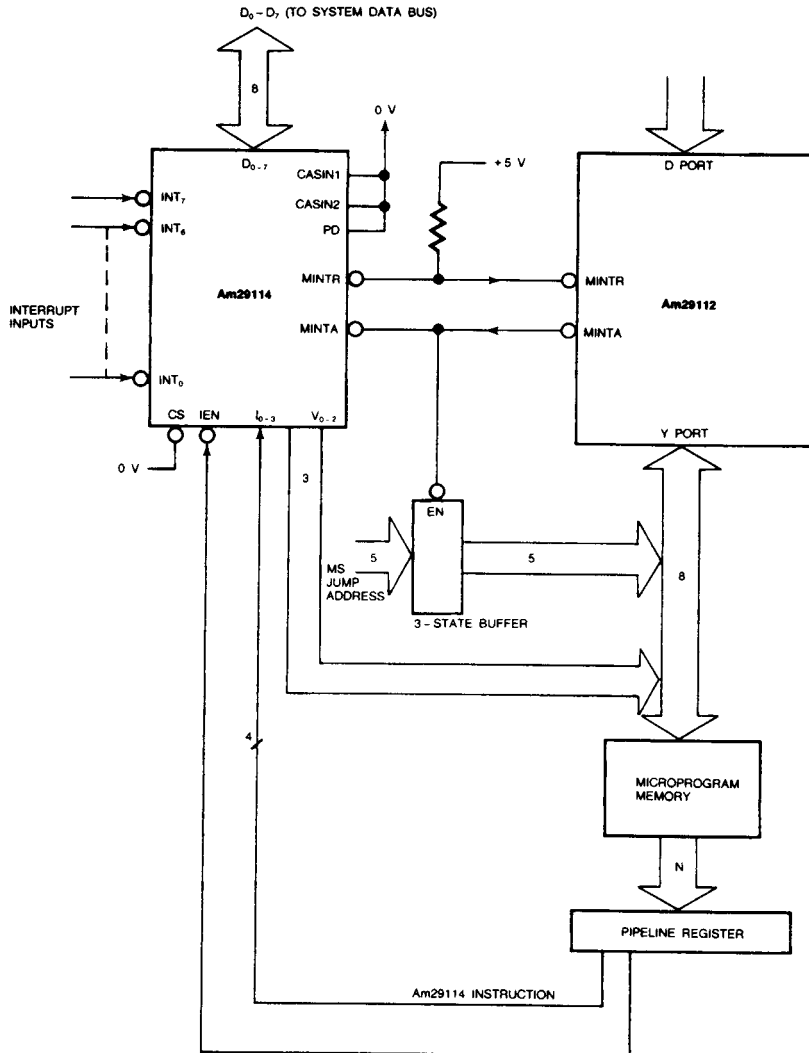 D₀–D₇ (TO SYSTEM DATA BUS)
8
0 V
+5 V
D₀₋₇
CASIN1
CASIN2
PD
D PORT
INT₇
INT₆
Am29114
MINTR
MINTR
Am29112
INTERRUPT
INPUTS
MINTA
MINTA
INT₀
CS
IEN
I₀₋₃
V₀₋₂
Y PORT
0 V
3
EN
5
5
8
MS
JUMP
ADDRESS
3–STATE BUFFER
4
MICROPROGRAM
MEMORY
N
PIPELINE REGISTER
Am29114 INSTRUCTION